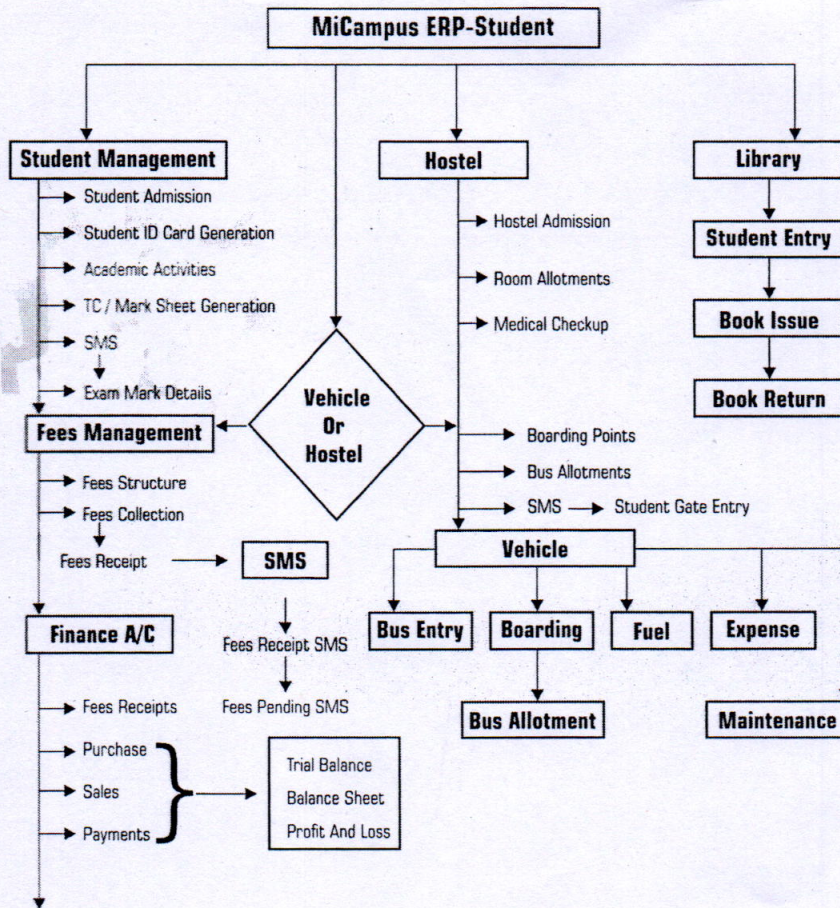 MiCampus ERP-Student
Student Management
Student Admission
Student ID Card Generation
Academic Activities
TC / Mark Sheet Generation
SMS
Exam Mark Details
Fees Management
Fees Structure
Fees Collection
Fees Receipt
SMS
Fees Receipt SMS
Fees Pending SMS
Finance A/C
Fees Receipts
Purchase
Sales
Payments
Trial Balance
Balance Sheet
Profit And Loss
Vehicle
Or
Hostel
Hostel
Hostel Admission
Room Allotments
Medical Checkup
Boarding Points
Bus Allotments
SMS
Student Gate Entry
Vehicle
Bus Entry
Boarding
Fuel
Expense
Bus Allotment
Maintenance
Library
Student Entry
Book Issue
Book Return